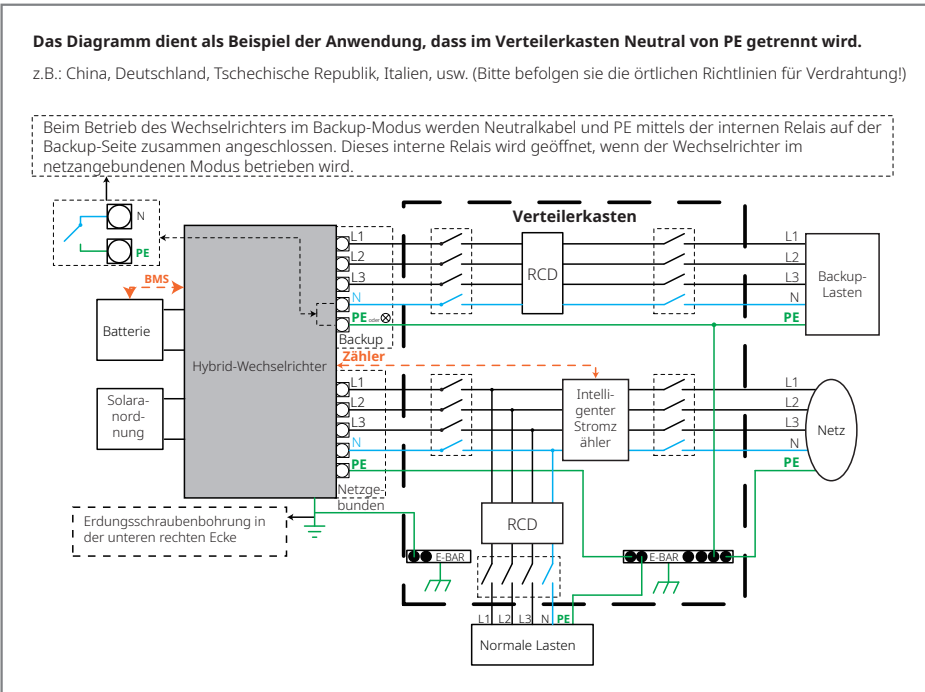 Das Diagramm dient als Beispiel der Anwendung, dass im Verteilerkasten Neutral von PE getrennt wird.
z.B.: China, Deutschland, Tschechische Republik, Italien, usw. (Bitte befolgen sie die örtlichen Richtlinien für Verdrahtung!)
Beim Betrieb des Wechselrichters im Backup-Modus werden Neutralkabel und PE mittels der internen Relais auf der
Backup-Seite zusammen angeschlossen. Dieses interne Relais wird geöffnet, wenn der Wechselrichter im
netzangebundenen Modus betrieben wird.
N
PE
BMS
Batterie
Solara-
nord-
nung
Hybrid-Wechselrichter
Verteilerkasten
L1
L2
L3
N
PE oder
Backup
RCD
L1
L2
L3
N
PE
Backup-
Lasten
Zähler
L1
L2
L3
N
PE
Netzge-
bunden
Intelli-
genter
Stromz
ähler
L1
L2
L3
N
PE
Netz
RCD
Erdungsschraubenbohrung in
der unteren rechten Ecke
E-BAR
E-BAR
L1 L2 L3 N PE
Normale Lasten